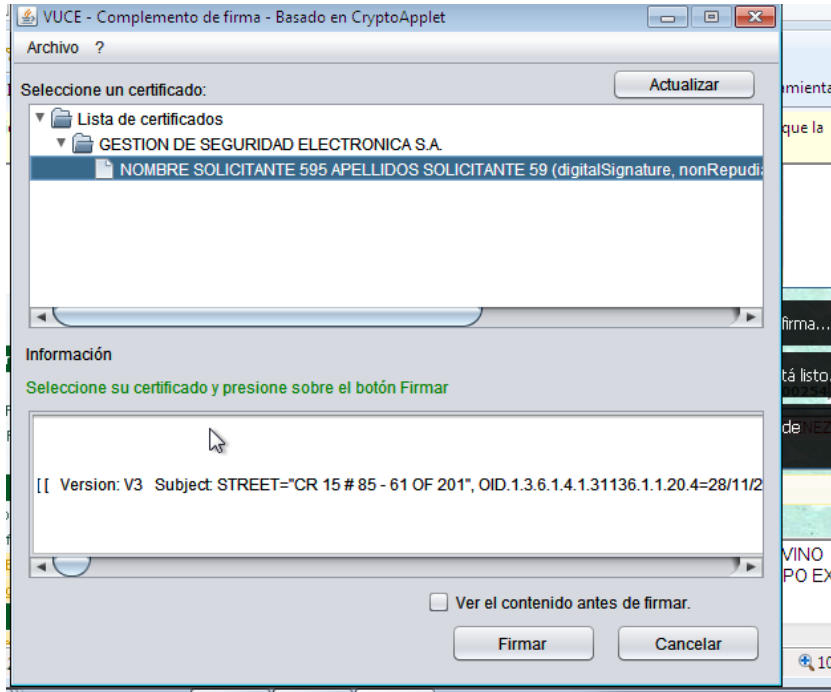 VUCE - Complemento de firma - Basado en CryptoApplet
Archivo ?
Seleccione un certificado:
Actualizar
Lista de certificados
GESTION DE SEGURIDAD ELECTRONICA S.A.
NOMBRE SOLICITANTE 595 APELLIDOS SOLICITANTE 59 (digitalSignature, nonRepudi
que la
firma...
Información
tá listo.
Seleccione su certificado y presione sobre el botón Firmar
de
[[ Version: V3 Subject: STREET="CR 15 # 85 - 61 OF 201", OID.1.3.6.1.4.1.31136.1.1.20.4=28/11/2
VINO
PO EX
Ver el contenido antes de firmar.
Firmar
Cancelar
10